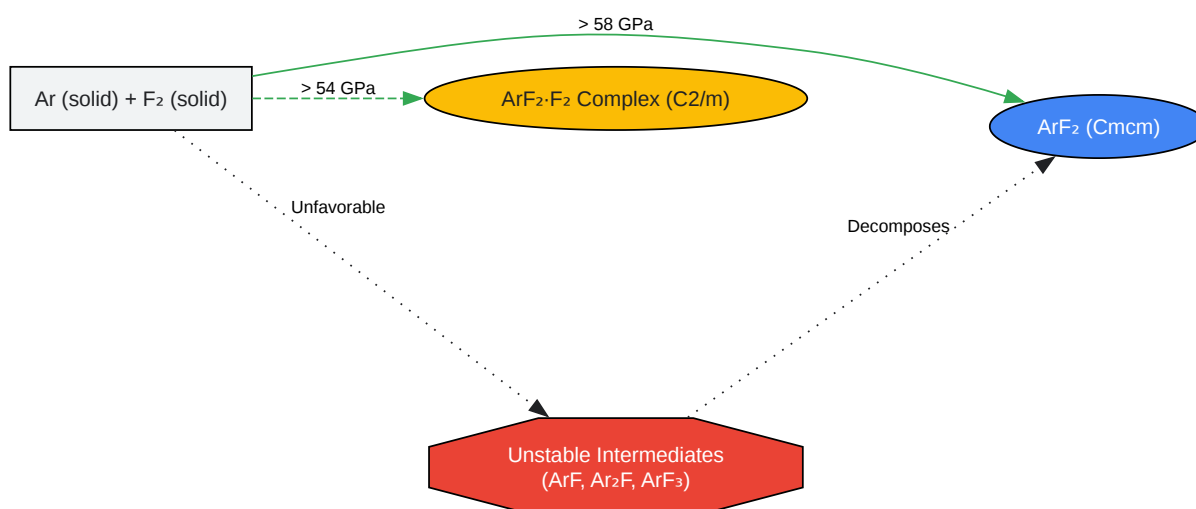 > 58 GPa
Ar (solid) + F₂ (solid)
> 54 GPa
ArF₂·F₂ Complex (C2/m)
ArF₂ (Cmcm)
Unfavorable
Decomposes
Unstable Intermediates
(ArF, Ar₂F, ArF₃)